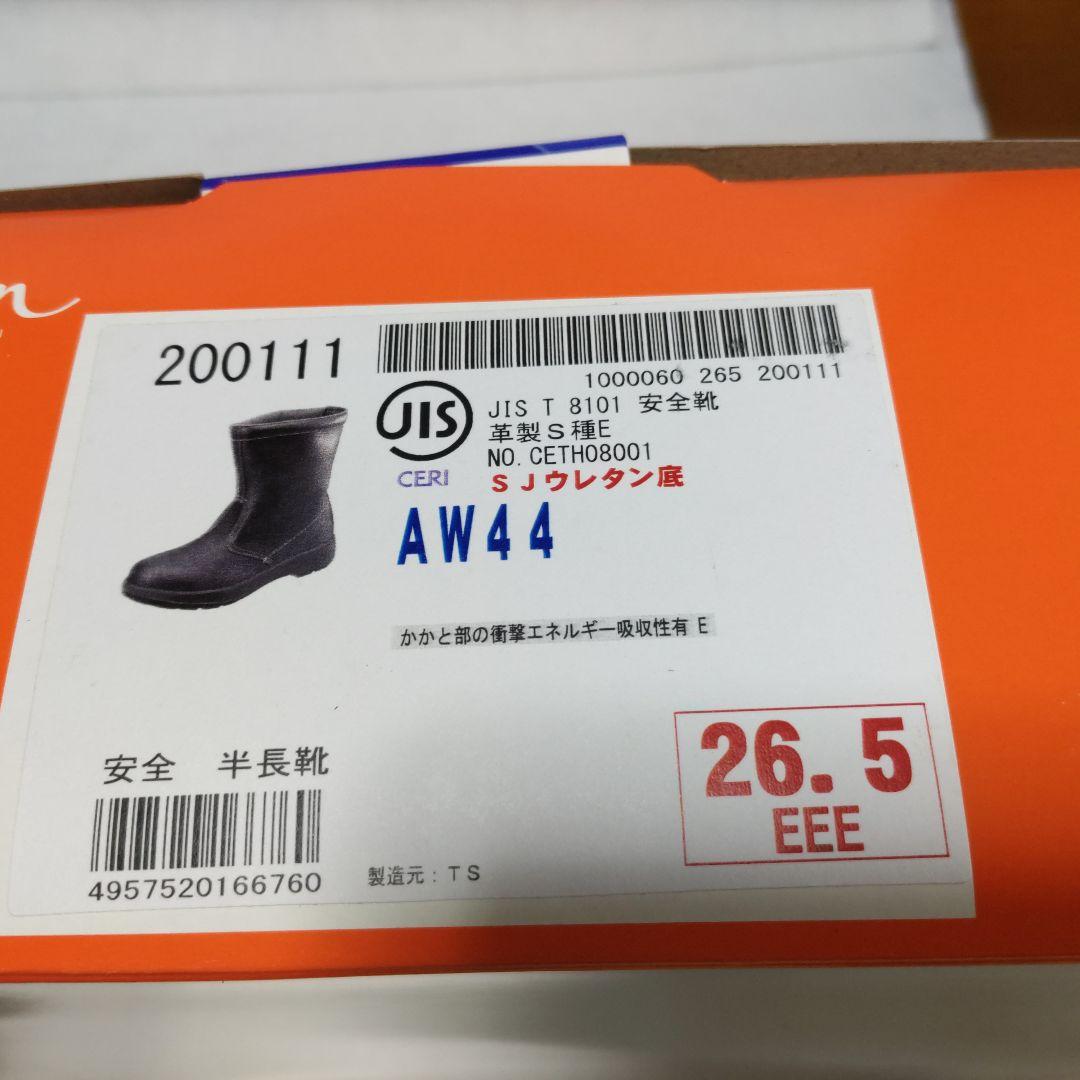 200111
1000060 265 200111
JIS
JIS T 8101 安全靴
革製S種E
NO.CETH08001
CERI
SJウレタン底
AW44
かかと部の衝撃エネルギー吸収性有 E
安全 半長靴
26.5
EEE
4957520166760
製造元:TS